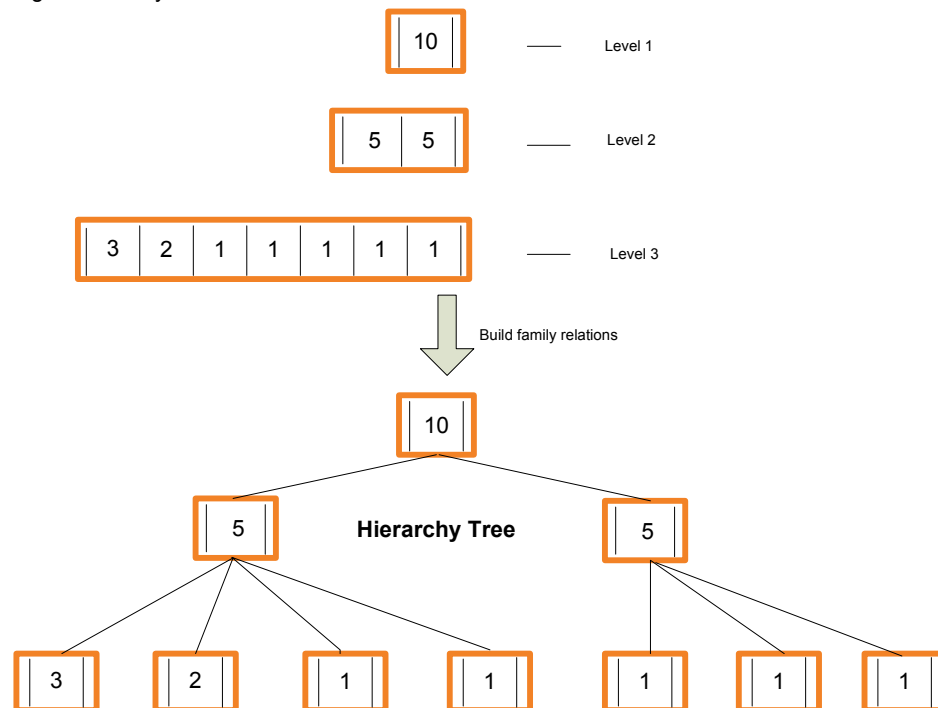 10 Level 1
5 5 Level 2
3 2 1 1 1 1 1 Level 3
Build family relations
10
5 Hierarchy Tree 5
3 2 1 1 1 1 1